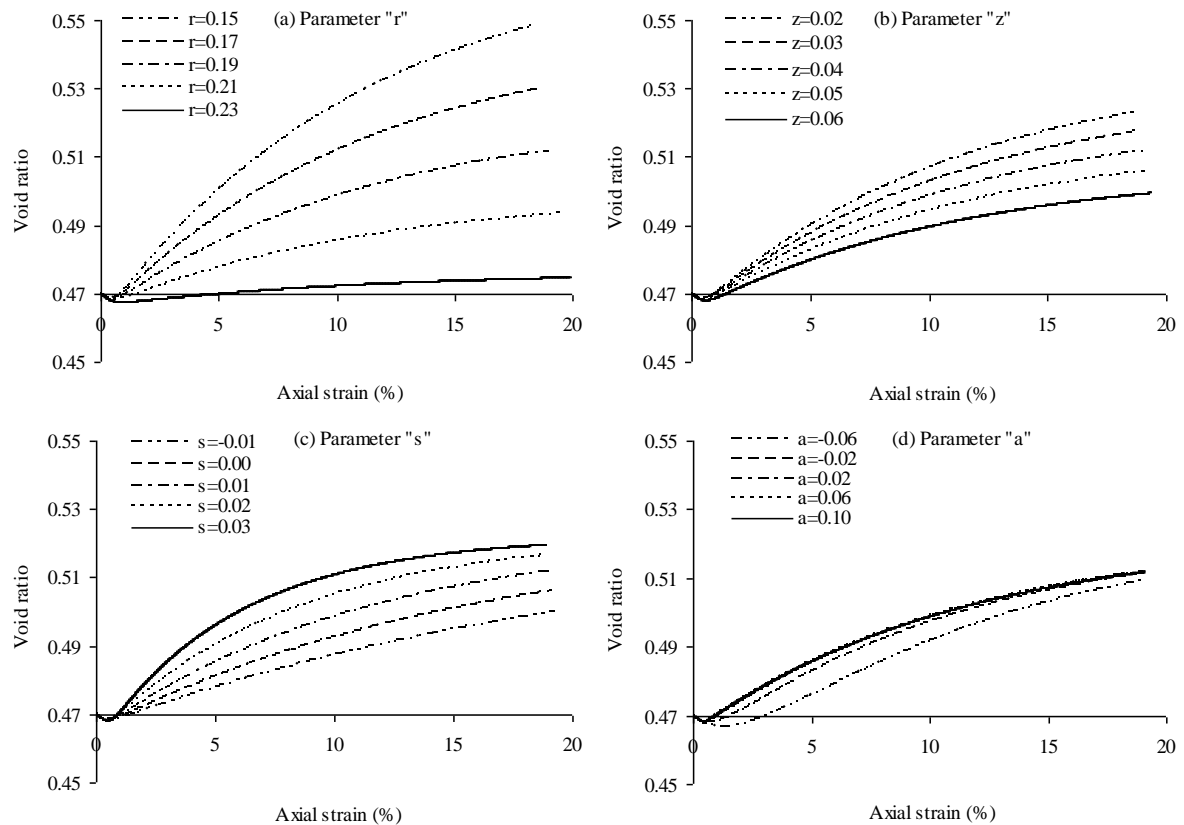 (a) Parameter "r"
r=0.15
r=0.17
r=0.19
r=0.21
r=0.23
0.55
0.53
0.51
0.49
0.47
0.45
Void ratio
0
5
10
15
20
Axial strain (%)
(b) Parameter "z"
z=0.02
z=0.03
z=0.04
z=0.05
z=0.06
0.55
0.53
0.51
0.49
0.47
0.45
Void ratio
0
5
10
15
20
Axial strain (%)
(c) Parameter "s"
s=-0.01
s=0.00
s=0.01
s=0.02
s=0.03
0.55
0.53
0.51
0.49
0.47
0.45
Void ratio
0
5
10
15
20
Axial strain (%)
(d) Parameter "a"
a=-0.06
a=-0.02
a=0.02
a=0.06
a=0.10
0.55
0.53
0.51
0.49
0.47
0.45
Void ratio
0
5
10
15
20
Axial strain (%)